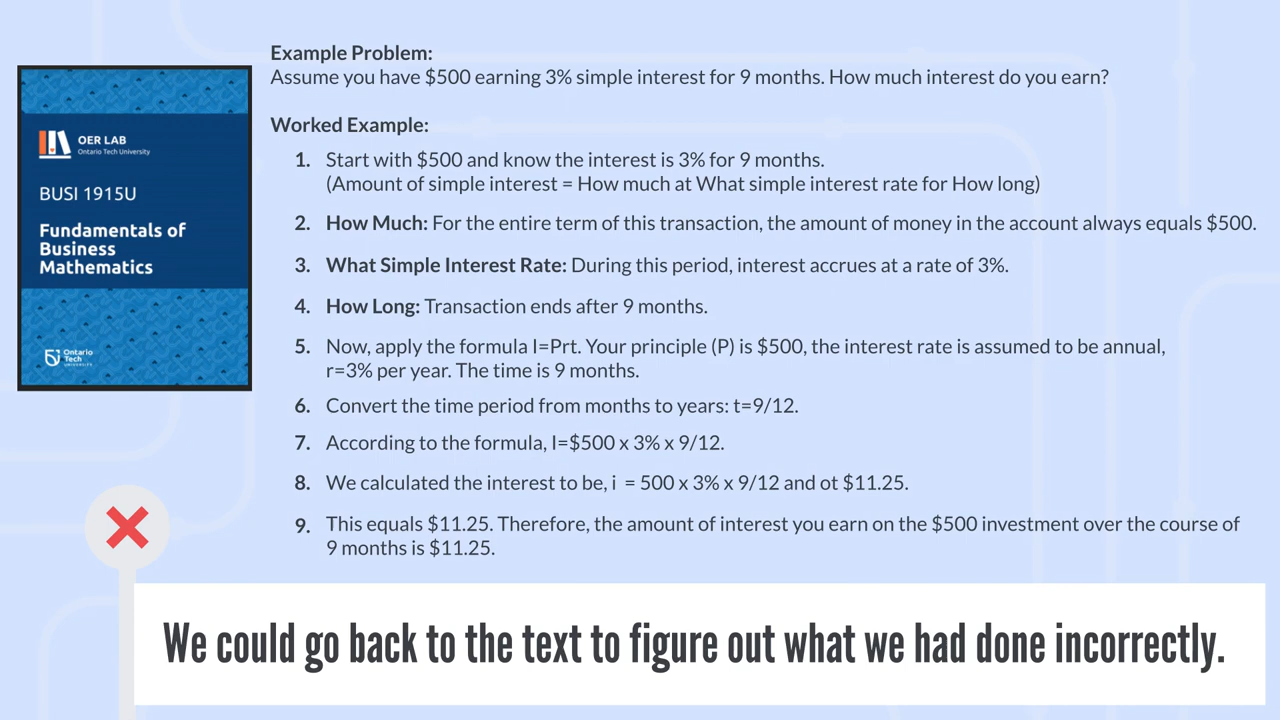 Example Problem:
Assume you have $500 earning 3% simple interest for 9 months. How much interest do you earn?
OER LAB
Ontario Tech University
BUSI 1915U
Fundamentals of
Business
Mathematics
Ontario
Tech
UNIVERSITY
Worked Example:
1. Start with $500 and know the interest is 3% for 9 months.
(Amount of simple interest = How much at What simple interest rate for How long)
2. How Much: For the entire term of this transaction, the amount of money in the account always equals $500.
3. What Simple Interest Rate: During this period, interest accrues at a rate of 3%.
4. How Long: Transaction ends after 9 months.
5. Now, apply the formula I=Prt. Your principle (P) is $500, the interest rate is assumed to be annual,
r=3% per year. The time is 9 months.
6. Convert the time period from months to years: t=9/12.
7. According to the formula, I=$500 x 3% x 9/12.
8. We calculated the interest to be, i = 500 x 3% x 9/12 and ot $11.25.
9. This equals $11.25. Therefore, the amount of interest you earn on the $500 investment over the course of
9 months is $11.25.
We could go back to the text to figure out what we had done incorrectly.